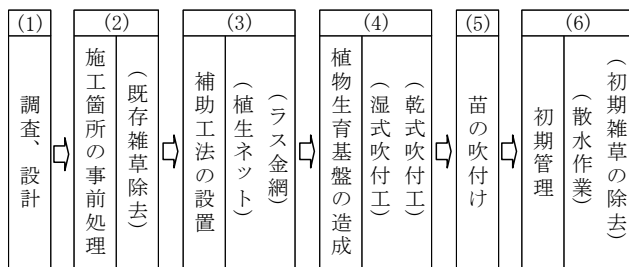 (1)
調査、設計
(2)
施工箇所の事前処理
(既存雑草除去)
(3)
補助工法の設置
(植生ネット)
(ラス金網)
(4)
植物生育基盤の造成
(湿式吹付工)
(乾式吹付工)
(5)
苗の吹付け
(6)
初期管理
(散水作業)
(初期雑草の除去)